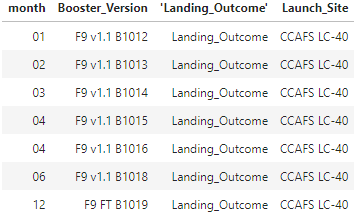 month Booster_Version 'Landing_Outcome' Launch_Site
01 F9 v1.1 B1012 Landing_Outcome CCAFS LC-40
02 F9 v1.1 B1013 Landing_Outcome CCAFS LC-40
03 F9 v1.1 B1014 Landing_Outcome CCAFS LC-40
04 F9 v1.1 B1015 Landing_Outcome CCAFS LC-40
04 F9 v1.1 B1016 Landing_Outcome CCAFS LC-40
06 F9 v1.1 B1018 Landing_Outcome CCAFS LC-40
12 F9 FT B1019 Landing_Outcome CCAFS LC-40